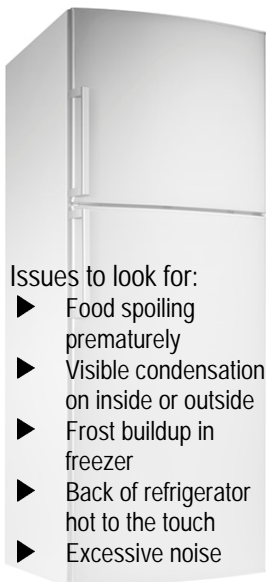 Issues to look for:
▶ Food spoiling
prematurely
▶ Visible condensation
on inside or outside
▶ Frost buildup in
freezer
▶ Back of refrigerator
hot to the touch
▶ Excessive noise